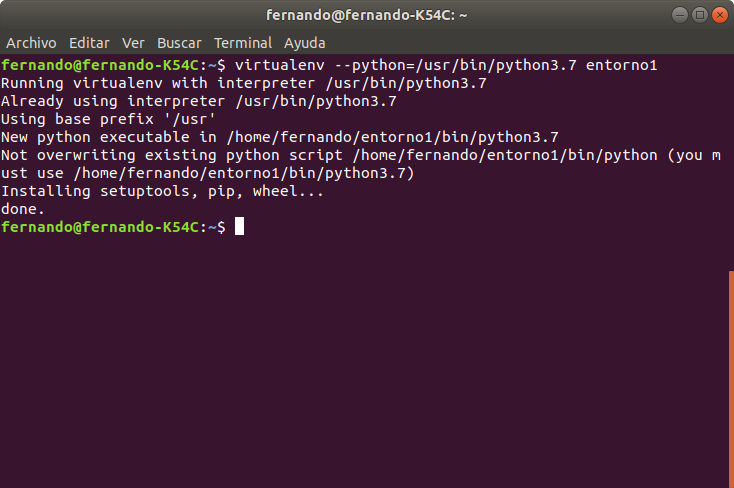 fernando@fernando-K54C: ~
Archivo Editar Ver Buscar Terminal Ayuda
fernando@fernando-K54C:~$ virtualenv --python=/usr/bin/python3.7 entorno1
Running virtualenv with interpreter /usr/bin/python3.7
Already using interpreter /usr/bin/python3.7
Using base prefix '/usr'
New python executable in /home/fernando/entorno1/bin/python3.7
Not overwriting existing python script /home/fernando/entorno1/bin/python (you m
ust use /home/fernando/entorno1/bin/python3.7)
Installing setuptools, pip, wheel...
done.
fernando@fernando-K54C:~$